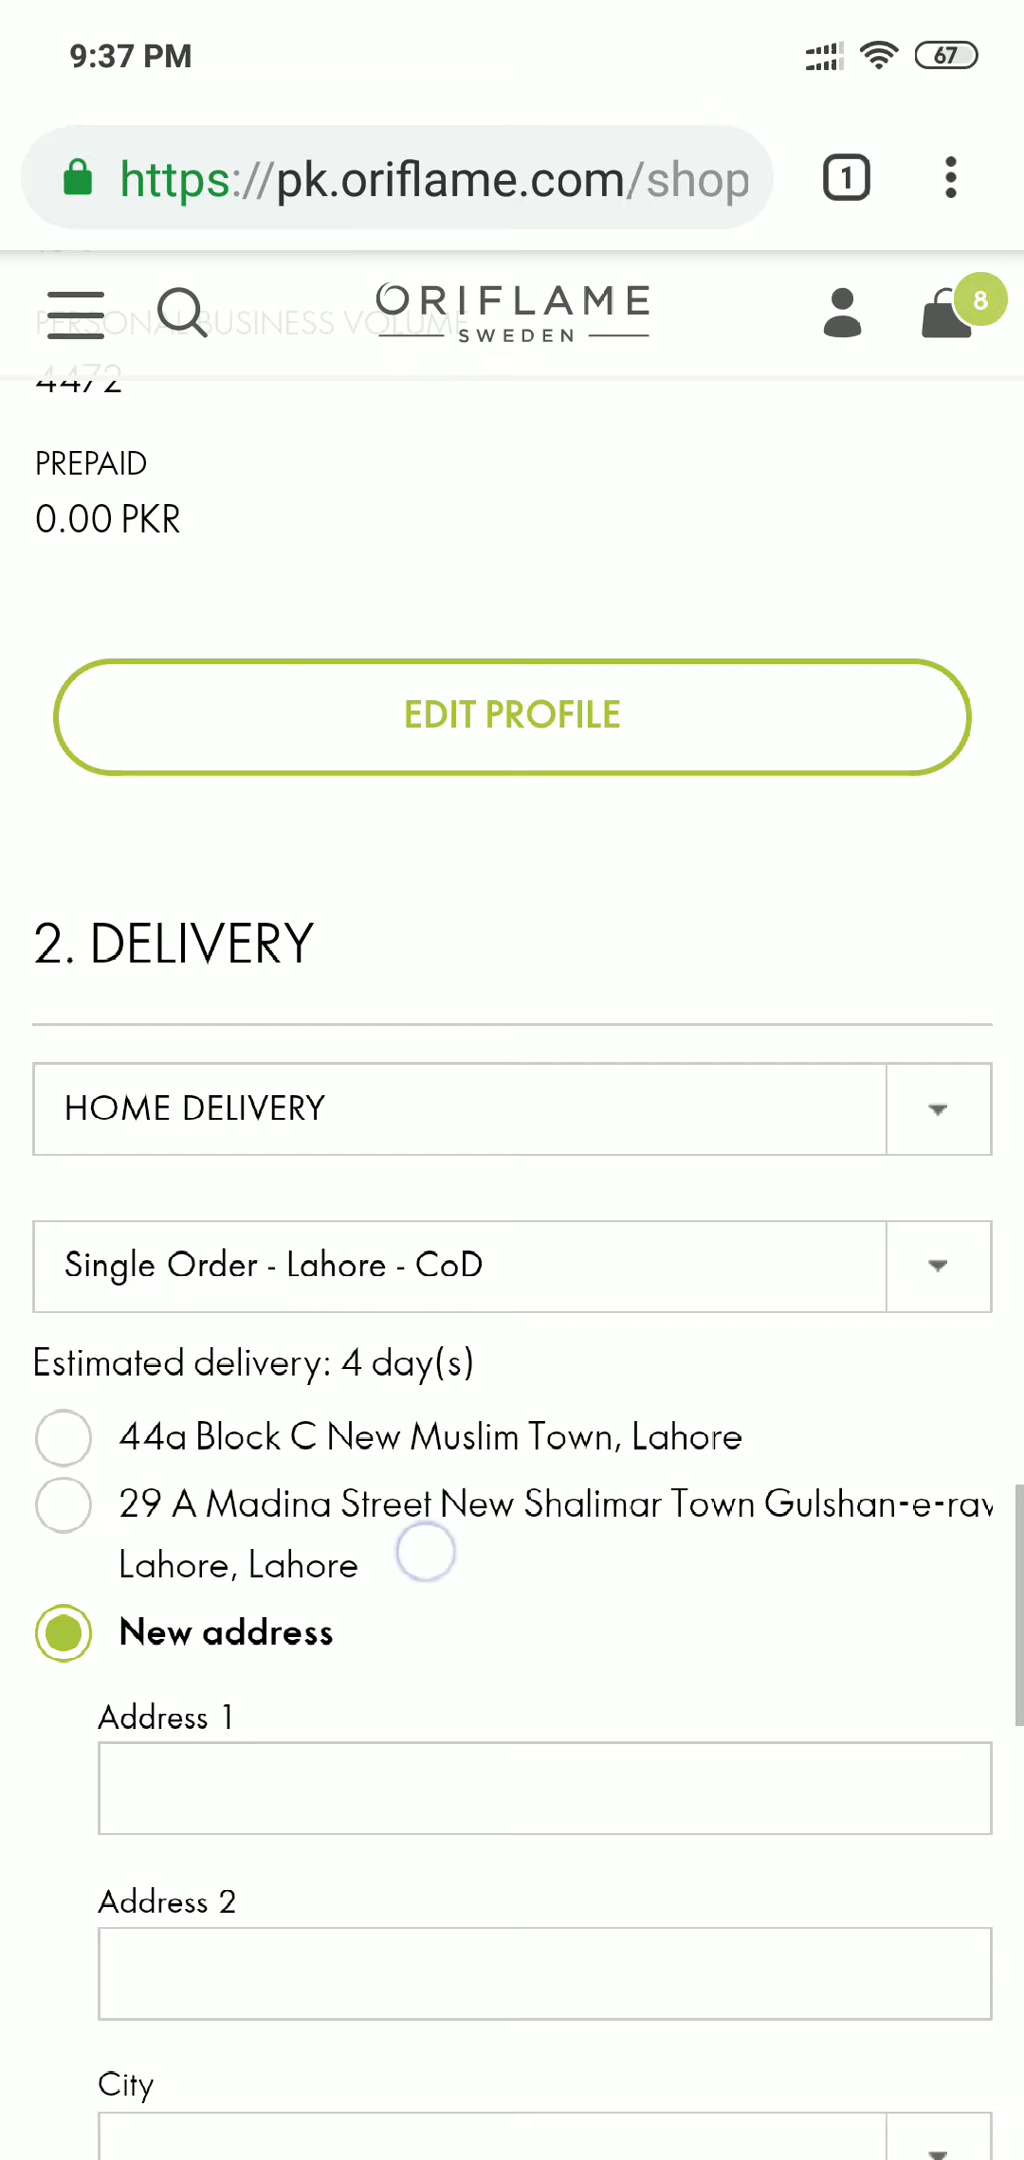 9:37 PM
67
https://pk.oriflame.com/shop
1
ORIFLAME
SWEDEN
8
PERSONAL BUSINESS VOLUME
4472
PREPAID
0.00 PKR
EDIT PROFILE
2. DELIVERY
HOME DELIVERY
Single Order - Lahore - CoD
Estimated delivery: 4 day(s)
44a Block C New Muslim Town, Lahore
29 A Madina Street New Shalimar Town Gulshan-e-rav
Lahore, Lahore
New address
Address 1
Address 2
City